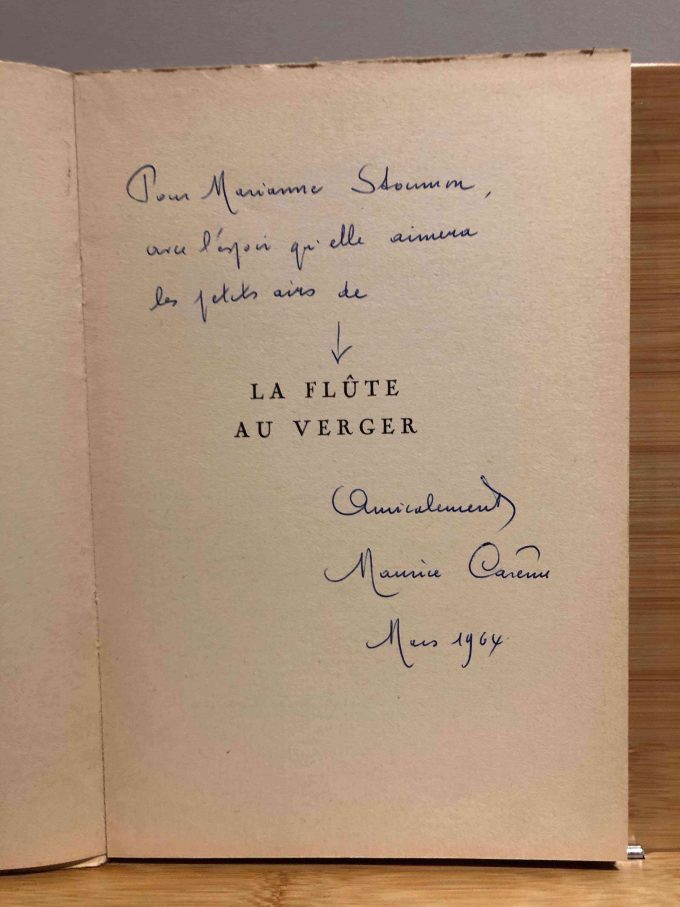 Pour Marianne Stoumon,
avec l'espoir qu'elle aimera
les petits airs de
LA FLÛTE
AU VERGER
Amicalement
Maurice Carême
Mars 1964